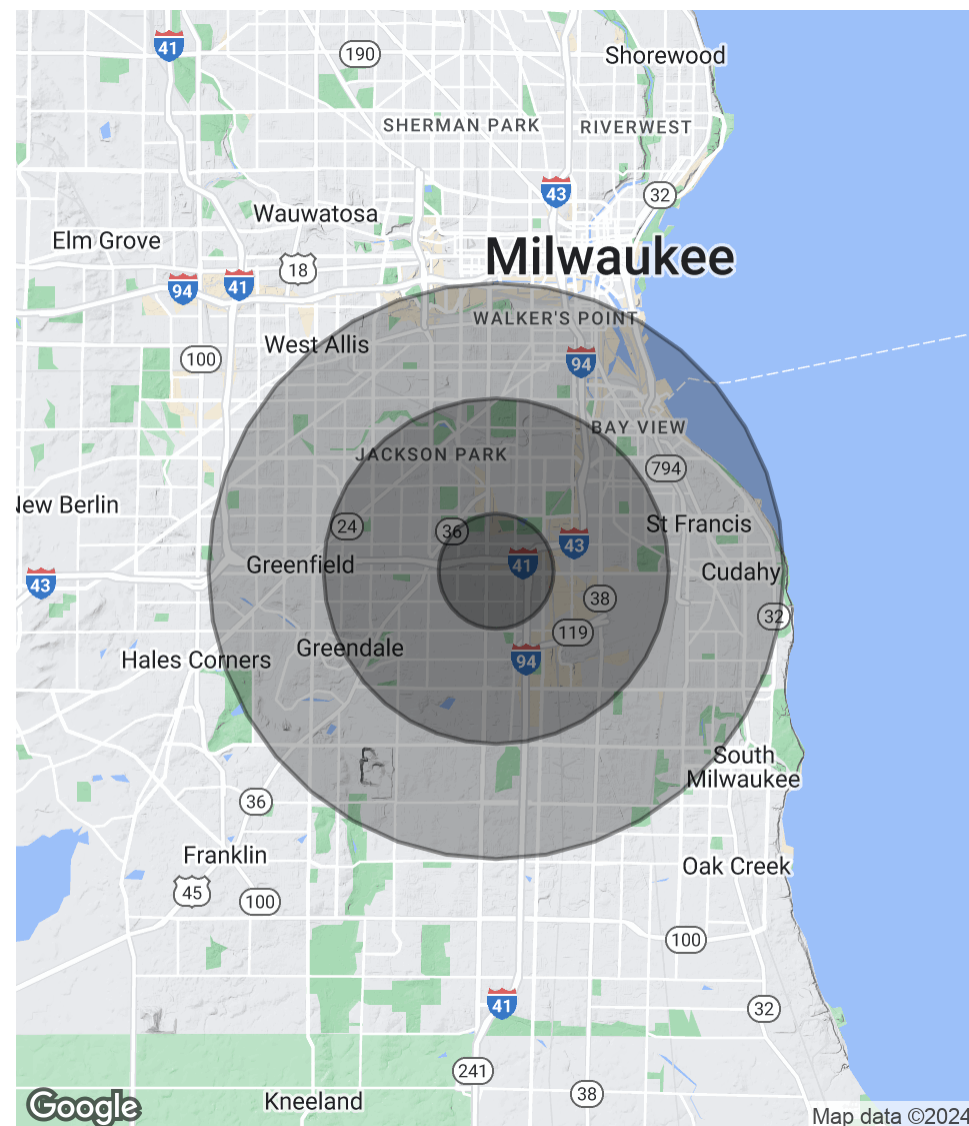 41
190
Shorewood
SHERMAN PARK
RIVERWEST
43
32
Wauwatosa
Elm Grove
18
Milwaukee
94
41
WALKER'S POINT
West Allis
100
94
BAY VIEW
JACKSON PARK
794
New Berlin
24
36
St Francis
43
Greenfield
41
Cudahy
43
38
32
119
Greendale
Hales Corners
94
South
Milwaukee
36
Franklin
Oak Creek
45
100
100
41
32
241
38
Kneeland
Google
Map data ©2024